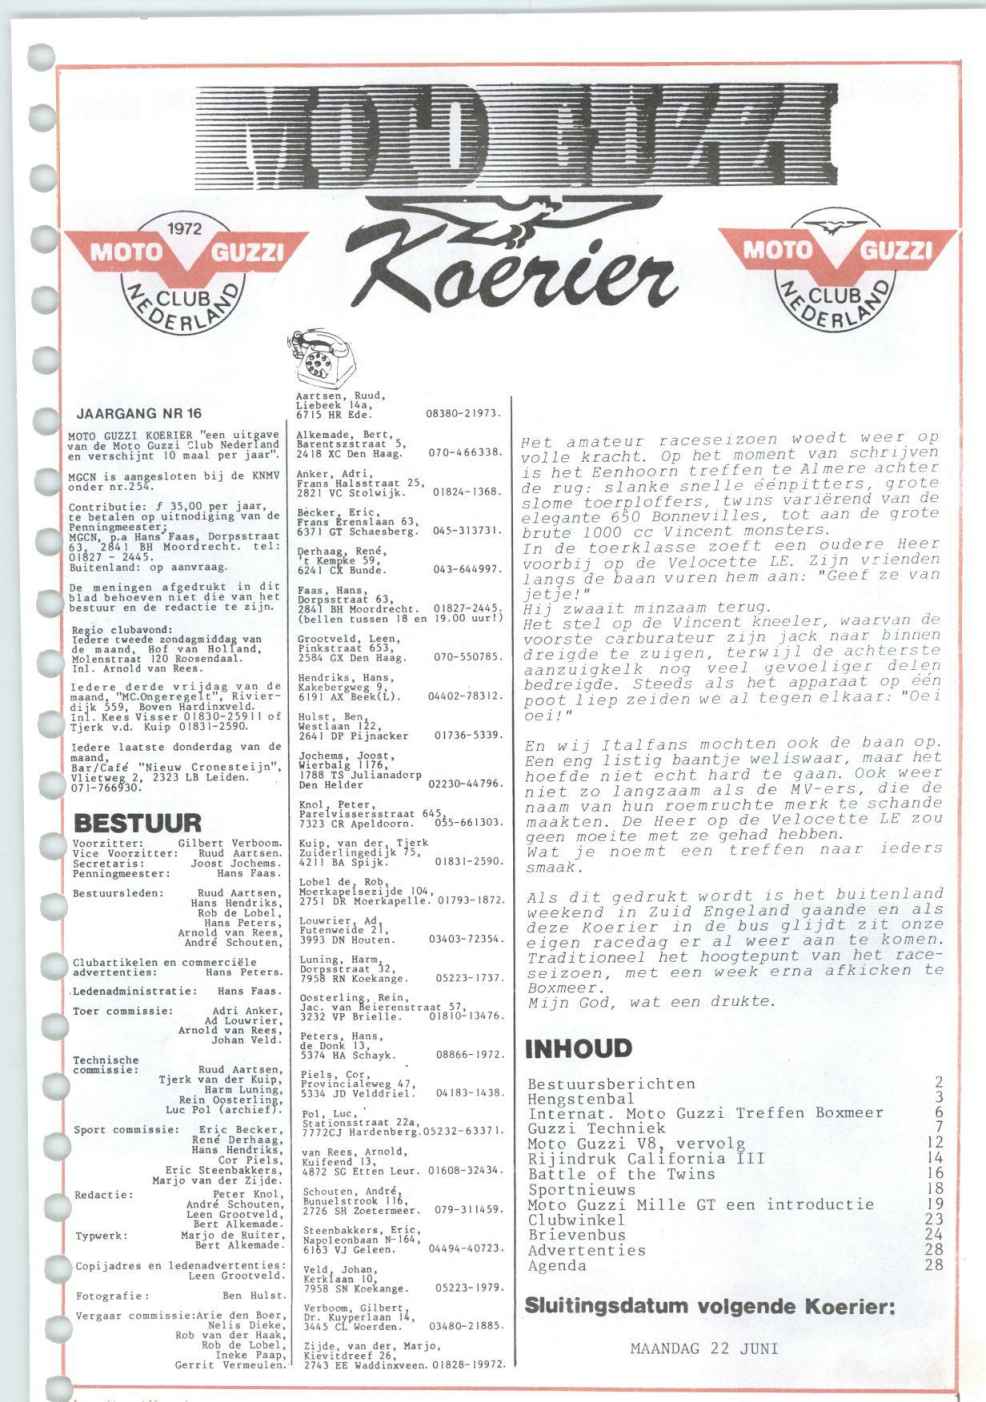 MOTO GUZZI
Koerier
1972
MOTO GUZZI
CLUB
NEDERLAND
MOTO GUZZI
CLUB
NEDERLAND
JAARGANG NR 16
MOTO GUZZI KOERIER "een uitgave
van de Moto Guzzi Club Nederland
en verschijnt 10 maal per jaar".
MGCN is aangesloten bij de KNMV
onder nr.254.
Contributie: ƒ 35,00 per jaar,
te betalen op uitnodiging van de
Penningmeester;
MGCN, p.a Hans Faas, Dorpsstraat
63, 2841 BH Moordrecht. tel:
01827 - 2445.
Buitenland: op aanvraag.
De meningen afgedrukt in dit
blad behoeven niet die van het
bestuur en de redactie te zijn.
Regio clubavond:
Iedere tweede zondagmiddag van
de maand, Hof van Holland,
Molenstraat 120 Roosendaal.
Inl. Arnold van Rees.
Iedere derde vrijdag van de
maand, "MC.Ongeregelt", Rivier-
dijk 559, Boven Hardinxveld.
Inl. Kees Visser 01830-25911 of
Tjerk v.d. Kuip 01831-2590.
Iedere laatste donderdag van de
maand,
Bar/Café "Nieuw Cronesteijn",
Vlietweg 2, 2323 LB Leiden.
071-766930.
BESTUUR
Voorzitter: Gilbert Verboom.
Vice Voorzitter: Ruud Aartsen.
Secretaris: Joost Jochems.
Penningmeester: Hans Faas.
Bestuursleden: Ruud Aartsen,
Hans Hendriks,
Rob de Lobel,
Hans Peters,
Arnold van Rees,
André Schouten,
Clubartikelen en commerciële
advertenties: Hans Peters.
Ledenadministratie: Hans Faas.
Toer commissie: Adri Anker,
Ad Louwrier,
Arnold van Rees,
Johan Veld.
Technische
commissie: Ruud Aartsen,
Tjerk van der Kuip,
Harm Luning,
Rein Oosterling,
Luc Pol (archief).
Sport commissie: Eric Becker,
René Derhaag,
Hans Hendriks,
Cor Piels,
Eric Steenbakkers,
Marjo van der Zijde.
Redactie: Peter Knol,
André Schouten,
Leen Grootveld,
Bert Alkemade.
Typwerk: Marjo de Ruiter,
Bert Alkemade.
Copijadres en ledenadvertenties:
Leen Grootveld.
Fotografie: Ben Hulst.
Vergaar commissie:Arie den Boer,
Nelis Dieke,
Rob van der Haak,
Rob de Lobel,
Ineke Paap,
Gerrit Vermeulen.
Aartsen, Ruud,
Liebeek 14a,
6715 HR Ede. 08380-21973.
Alkemade, Bert,
Barentszstraat 5,
2418 XC Den Haag. 070-466338.
Anker, Adri,
Frans Halsstraat 25,
2821 VC Stolwijk. 01824-1368.
Becker, Eric,
Frans Erenslaan 63,
6371 GT Schaesberg. 045-313731.
Derhaag, René,
't Kempke 59,
6241 CX Bunde. 043-644997.
Faas, Hans,
Dorpsstraat 63,
2841 BH Moordrecht. 01827-2445.
(bellen tussen 18 en 19.00 uur!)
Grootveld, Leen,
Pinkstraat 653,
2584 GX Den Haag. 070-550785.
Hendriks, Hans,
Kakebergweg 9,
6191 AX Beek(L). 04402-78312.
Hulst, Ben,
Westlaan 122,
2641 DP Pijnacker 01736-5339.
Jochems, Joost,
Wierbalg 1176,
1788 TS Julianadorp
Den Helder 02230-44796.
Knol, Peter,
Parelvissersstraat 645,
7323 CR Apeldoorn. 055-661303.
Kuip, van der, Tjerk
Zuiderlingedijk 75,
4211 BA Spijk. 01831-2590.
Lobel de, Rob,
Moerkapelsezijde 104,
2751 DR Moerkapelle. 01793-1872.
Louwrier, Ad
Futenweide 21,
3993 DN Houten. 03403-72354.
Luning, Harm,
Dorpsstraat 32,
7958 RN Koekange. 05223-1737.
Oosterling, Rein,
Jac. van Beierenstraat 57,
3232 VP Brielle. 01810-13476.
Peters, Hans,
de Donk 13,
5374 HA Schayk. 08866-1972.
Piels, Cor,
Provincialeweg 47,
5334 JD Velddriel. 04183-1438.
Pol, Luc,
Stationsstraat 22a,
7772CJ Hardenberg.05232-63371.
van Rees, Arnold,
Kuifeend 13,
4872 SG Etten Leur. 01608-32434.
Schouten, André,
Bunuelstrook 116,
2726 SH Zoetermeer. 079-311459.
Steenbakkers, Eric,
Napoleonbaan N-164,
6163 VJ Geleen. 04494-40723.
Veld, Johan,
Kerklaan 10,
7958 SN Koekange. 05223-1979.
Verboom, Gilbert,
Dr. Kuyperlaan 14,
3445 CL Woerden. 03480-21885.
Zijde, van der, Marjo,
Kievitdreef 26,
2743 EE Waddinxveen. 01828-19972.
Het amateur raceseizoen woedt weer op
volle kracht. Op het moment van schrijven
is het Eenhoorn treffen te Almere achter
de rug: slanke snelle éénpitters, grote
slome toerploffers, twins variërend van de
elegante 650 Bonnevilles, tot aan de grote
brute 1000 cc Vincent monsters.
In de toerklasse zoeft een oudere Heer
voorbij op de Velocette LE. Zijn vrienden
langs de baan vuren hem aan: "Geef ze van
jetje!"
Hij zwaait minzaam terug.
Het stel op de Vincent kneeler, waarvan de
voorste carburateur zijn jack naar binnen
dreigde te zuigen, terwijl de achterste
aanzuigkelk nog veel gevoeliger delen
bedreigde. Steeds als het apparaat op één
poot liep zeiden we al tegen elkaar: "Oei
oei!"
En wij Italfans mochten ook de baan op.
Een eng listig baantje weliswaar, maar het
hoefde niet echt hard te gaan. Ook weer
niet zo langzaam als de MV-ers, die de
naam van hun roemruchte merk te schande
maakten. De Heer op de Velocette LE zou
geen moeite met ze gehad hebben.
Wat je noemt een treffen naar ieders
smaak.
Als dit gedrukt wordt is het buitenland
weekend in Zuid Engeland gaande en als
deze Koerier in de bus glijdt zit onze
eigen racedag er al weer aan te komen.
Traditioneel het hoogtepunt van het race-
seizoen, met een week erna afkicken te
Boxmeer.
Mijn God, wat een drukte.
INHOUD
Bestuursberichten 2
Hengstenbal 3
Internat. Moto Guzzi Treffen Boxmeer 6
Guzzi Techniek 7
Moto Guzzi V8, vervolg 12
Rijindruk California III 14
Battle of the Twins 16
Sportnieuws 18
Moto Guzzi Mille GT een introductie 19
Clubwinkel 23
Brievenbus 24
Advertenties 28
Agenda 28
Sluitingsdatum volgende Koerier:
MAANDAG 22 JUNI
1